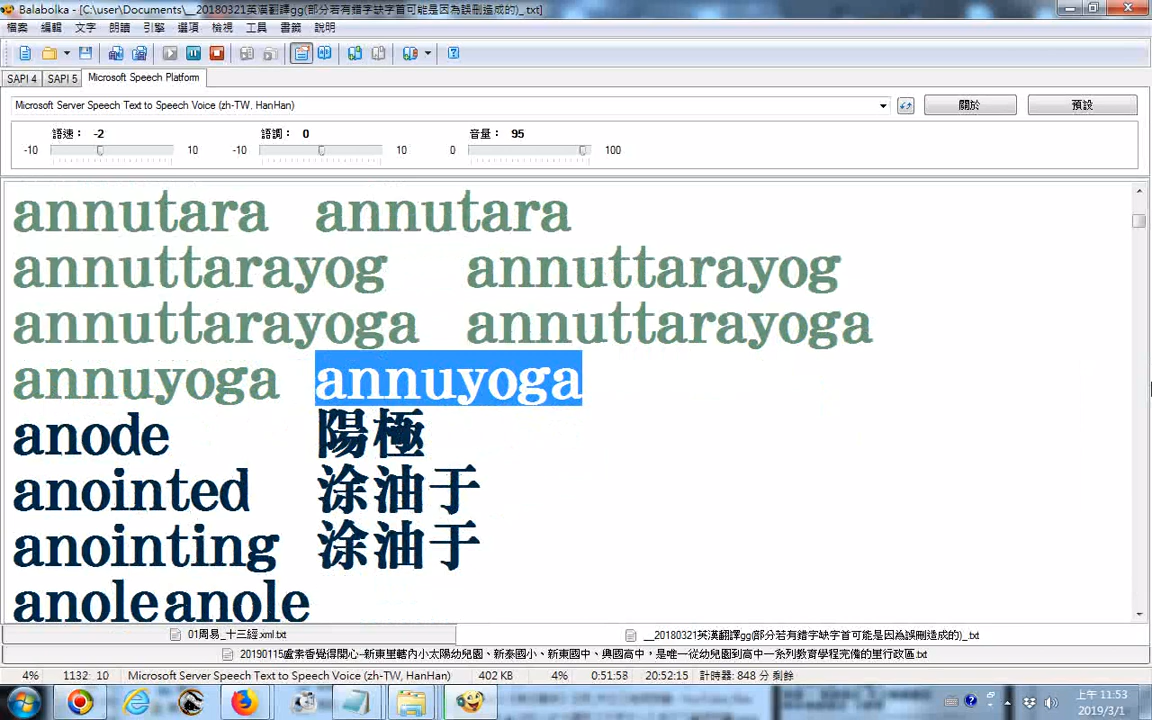 Balabolka - [C:\user\Documents\__20180321英漢翻譯gg(部分若有錯字缺字首可能是因為誤刪造成的)_.txt]
檔案 編輯 文字 朗讀 引擎 選項 檢視 工具 書籤 說明
SAPI 4 SAPI 5 Microsoft Speech Platform
Microsoft Server Speech Text to Speech Voice (zh-TW, HanHan) 關於 預設
語速： -2 語調： 0 音量： 95
-10 10 -10 10 0 100
annutara annutara
annuttarayog annuttarayog
annuttarayoga annuttarayoga
annuyoga annuyoga
anode 陽極
anointed 涂油于
anointing 涂油于
anole anole
01周易_十三經.xml.txt __20180321英漢翻譯gg(部分若有錯字缺字首可能是因為誤刪造成的)_.txt
20190115盧素香覺得開心-新東里轄內小太陽幼兒園、新泰國小、新東國中、興國高中，是唯一從幼兒園到高中一系列教育學程完備的里行政區.txt
4% 1132: 10 Microsoft Server Speech Text to Speech Voice (zh-TW, HanHan) 402 KB 4% 0:51:58 20:52:15 計時器: 848 分 剩餘
上午 11:53
2019/3/1